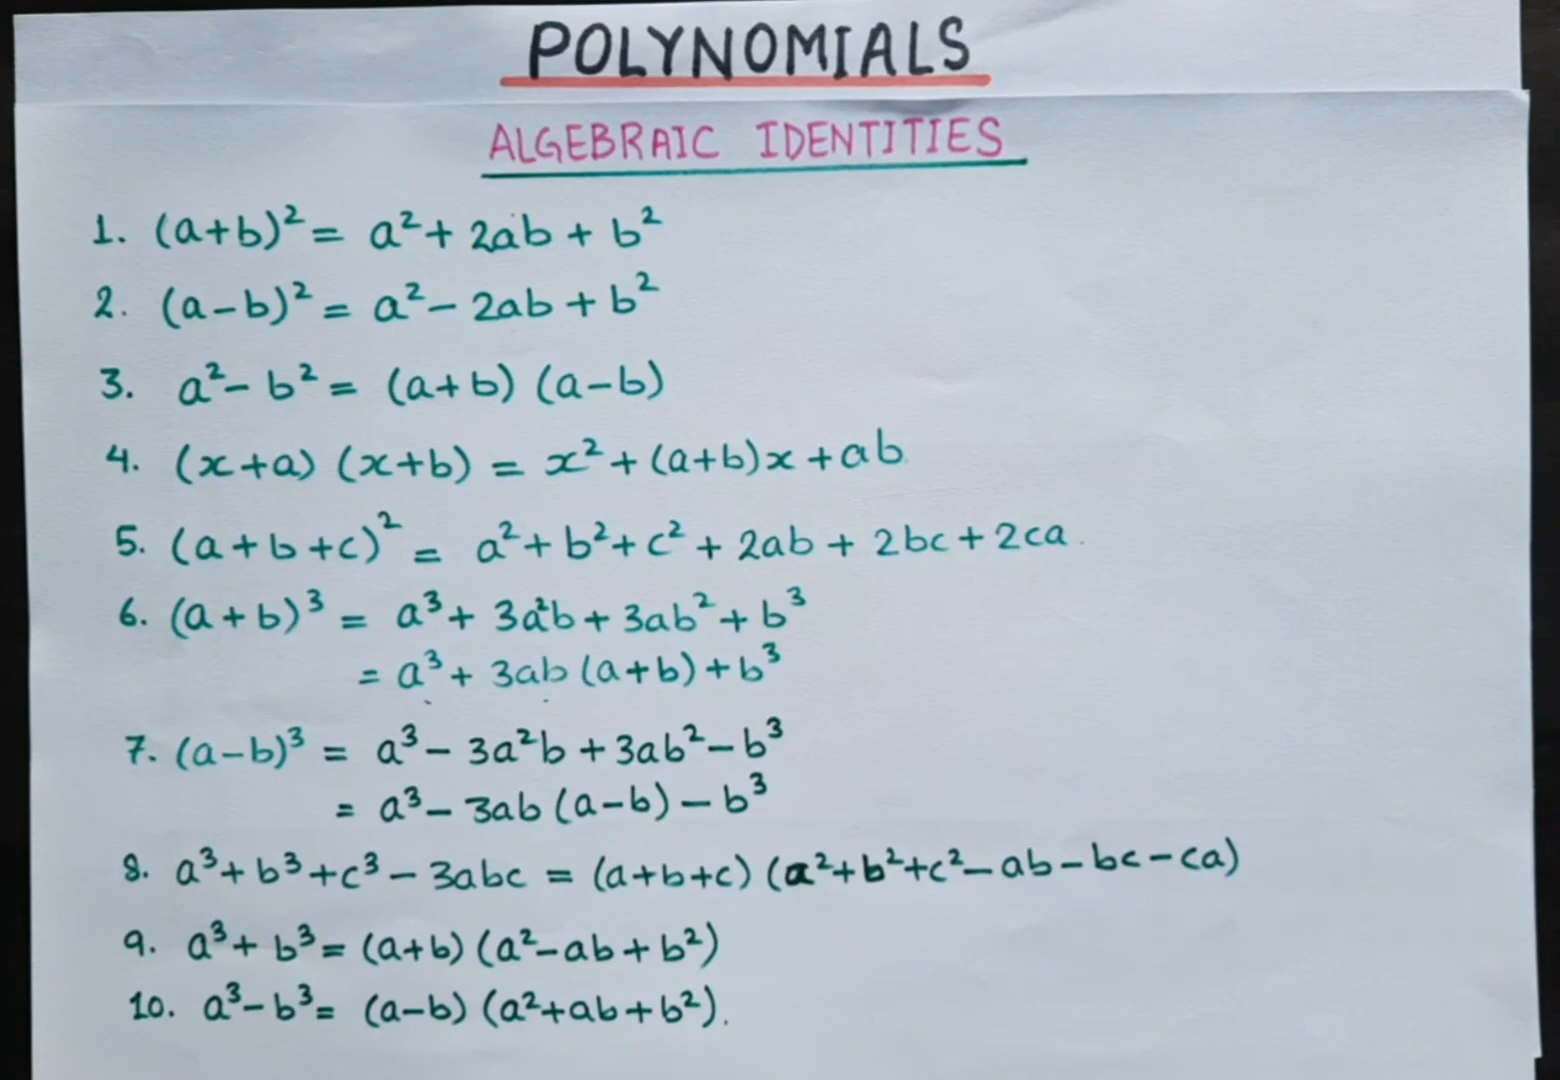 POLYNOMIALS
ALGEBRAIC IDENTITIES
1. (a+b)² = a² + 2ab + b²
2. (a-b)² = a² - 2ab + b²
3. a² - b² = (a+b) (a-b)
4. (x+a) (x+b) = x² + (a+b)x + ab
5. (a+b+c)² = a² + b² + c² + 2ab + 2bc + 2ca.
6. (a+b)³ = a³ + 3a²b + 3ab² + b³
= a³ + 3ab (a+b) + b³
7. (a-b)³ = a³ - 3a²b + 3ab² - b³
= a³ - 3ab (a-b) - b³
8. a³ + b³ + c³ - 3abc = (a+b+c) (a²+b²+c²-ab-bc-ca)
9. a³ + b³ = (a+b) (a²-ab+b²)
10. a³ - b³ = (a-b) (a²+ab+b²).